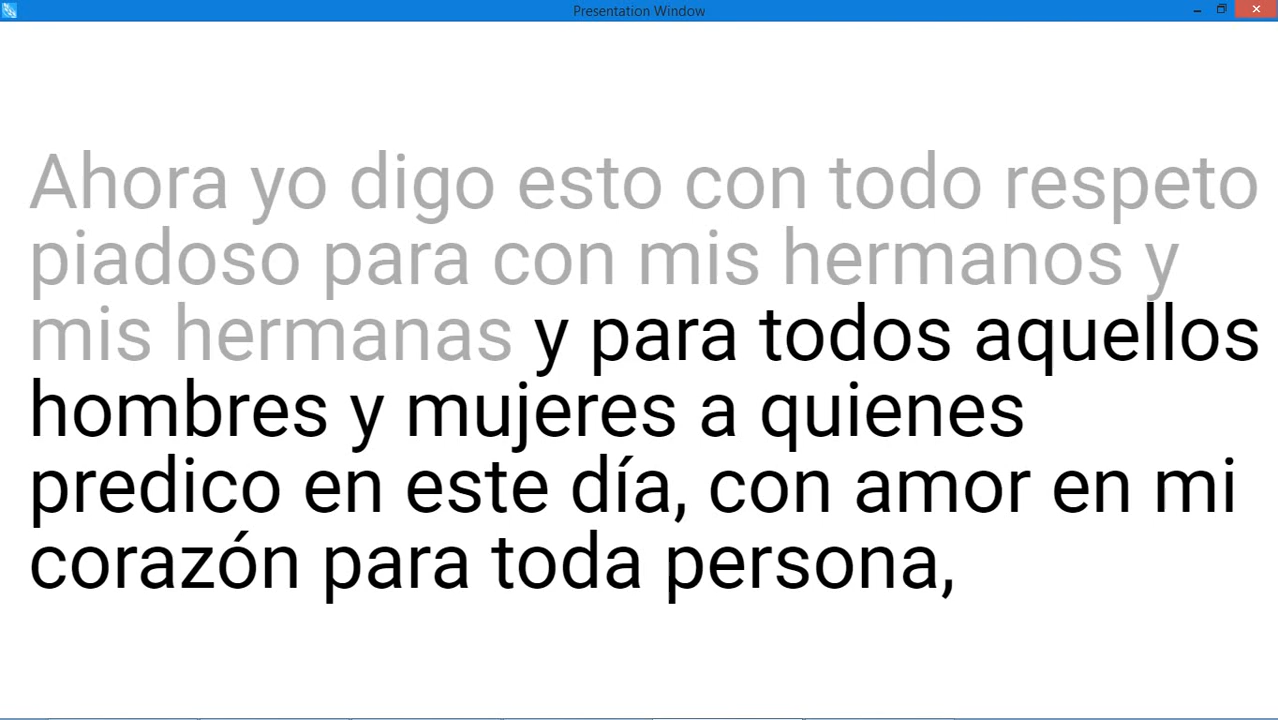 Presentation Window
Ahora yo digo esto con todo respeto
piadoso para con mis hermanos y
mis hermanas y para todos aquellos
hombres y mujeres a quienes
predico en este día, con amor en mi
corazón para toda persona,